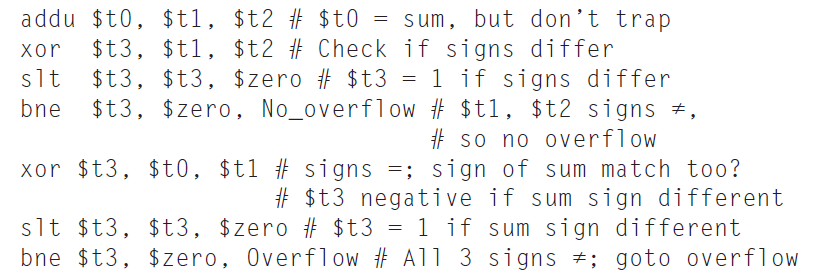 addu $t0, $t1, $t2 # $t0 = sum, but don’t trap
xor $t3, $t1, $t2 # Check if signs differ
slt $t3, $t3, $zero # $t3 = 1 if signs differ
bne $t3, $zero, No_overflow # $t1, $t2 signs ≠,
# so no overflow
xor $t3, $t0, $t1 # signs =; sign of sum match too?
# $t3 negative if sum sign different
slt $t3, $t3, $zero # $t3 = 1 if sum sign different
bne $t3, $zero, Overflow # All 3 signs ≠; goto overflow